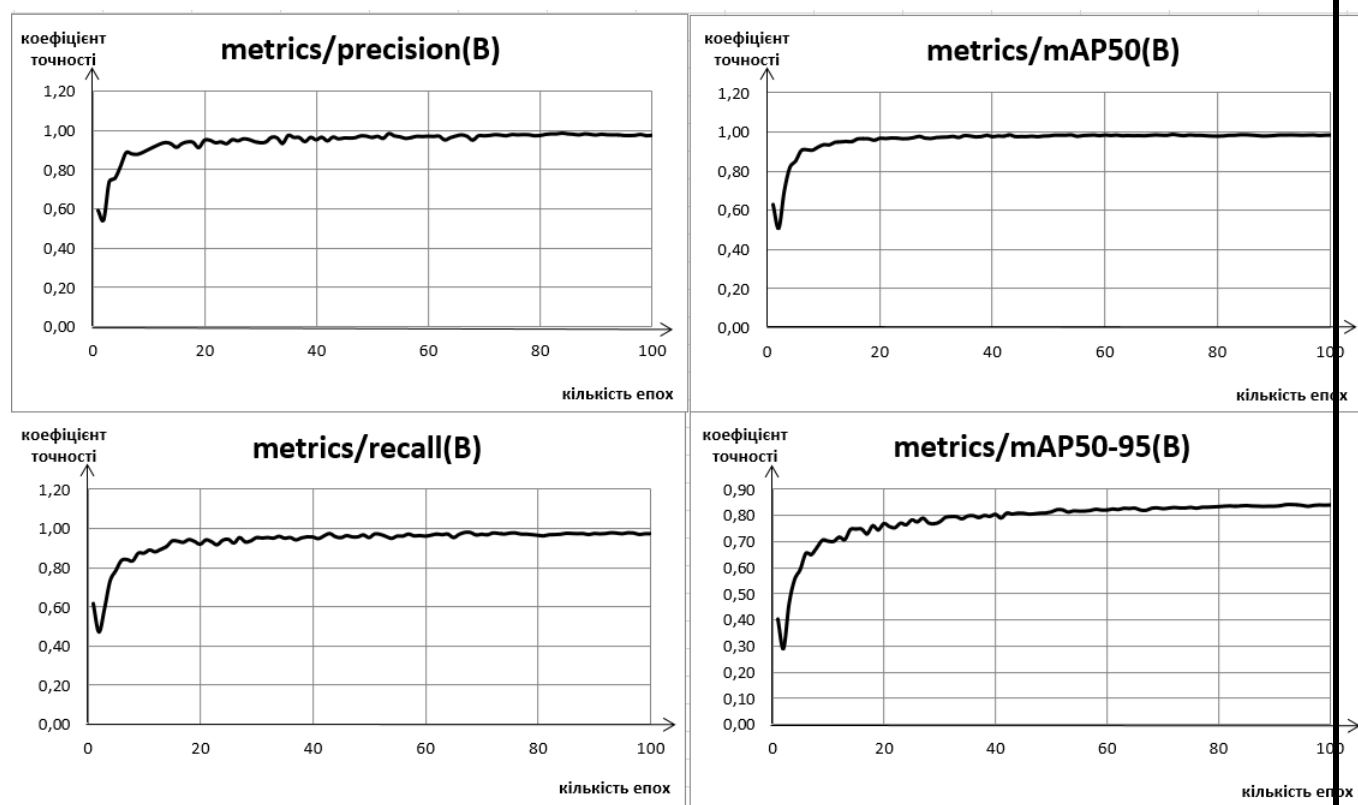 коефіцієнт
точності
metrics/precision(B)
1,20
1,00
0,80
0,60
0,40
0,20
0,00
0 20 40 60 80 100
кількість епох
коефіцієнт
точності
metrics/mAP50(B)
1,20
1,00
0,80
0,60
0,40
0,20
0,00
0 20 40 60 80 100
кількість епох
коефіцієнт
точності
metrics/recall(B)
1,20
1,00
0,80
0,60
0,40
0,20
0,00
0 20 40 60 80 100
кількість епох
коефіцієнт
точності
metrics/mAP50-95(B)
0,90
0,80
0,70
0,60
0,50
0,40
0,30
0,20
0,10
0,00
0 20 40 60 80 100
кількість епох